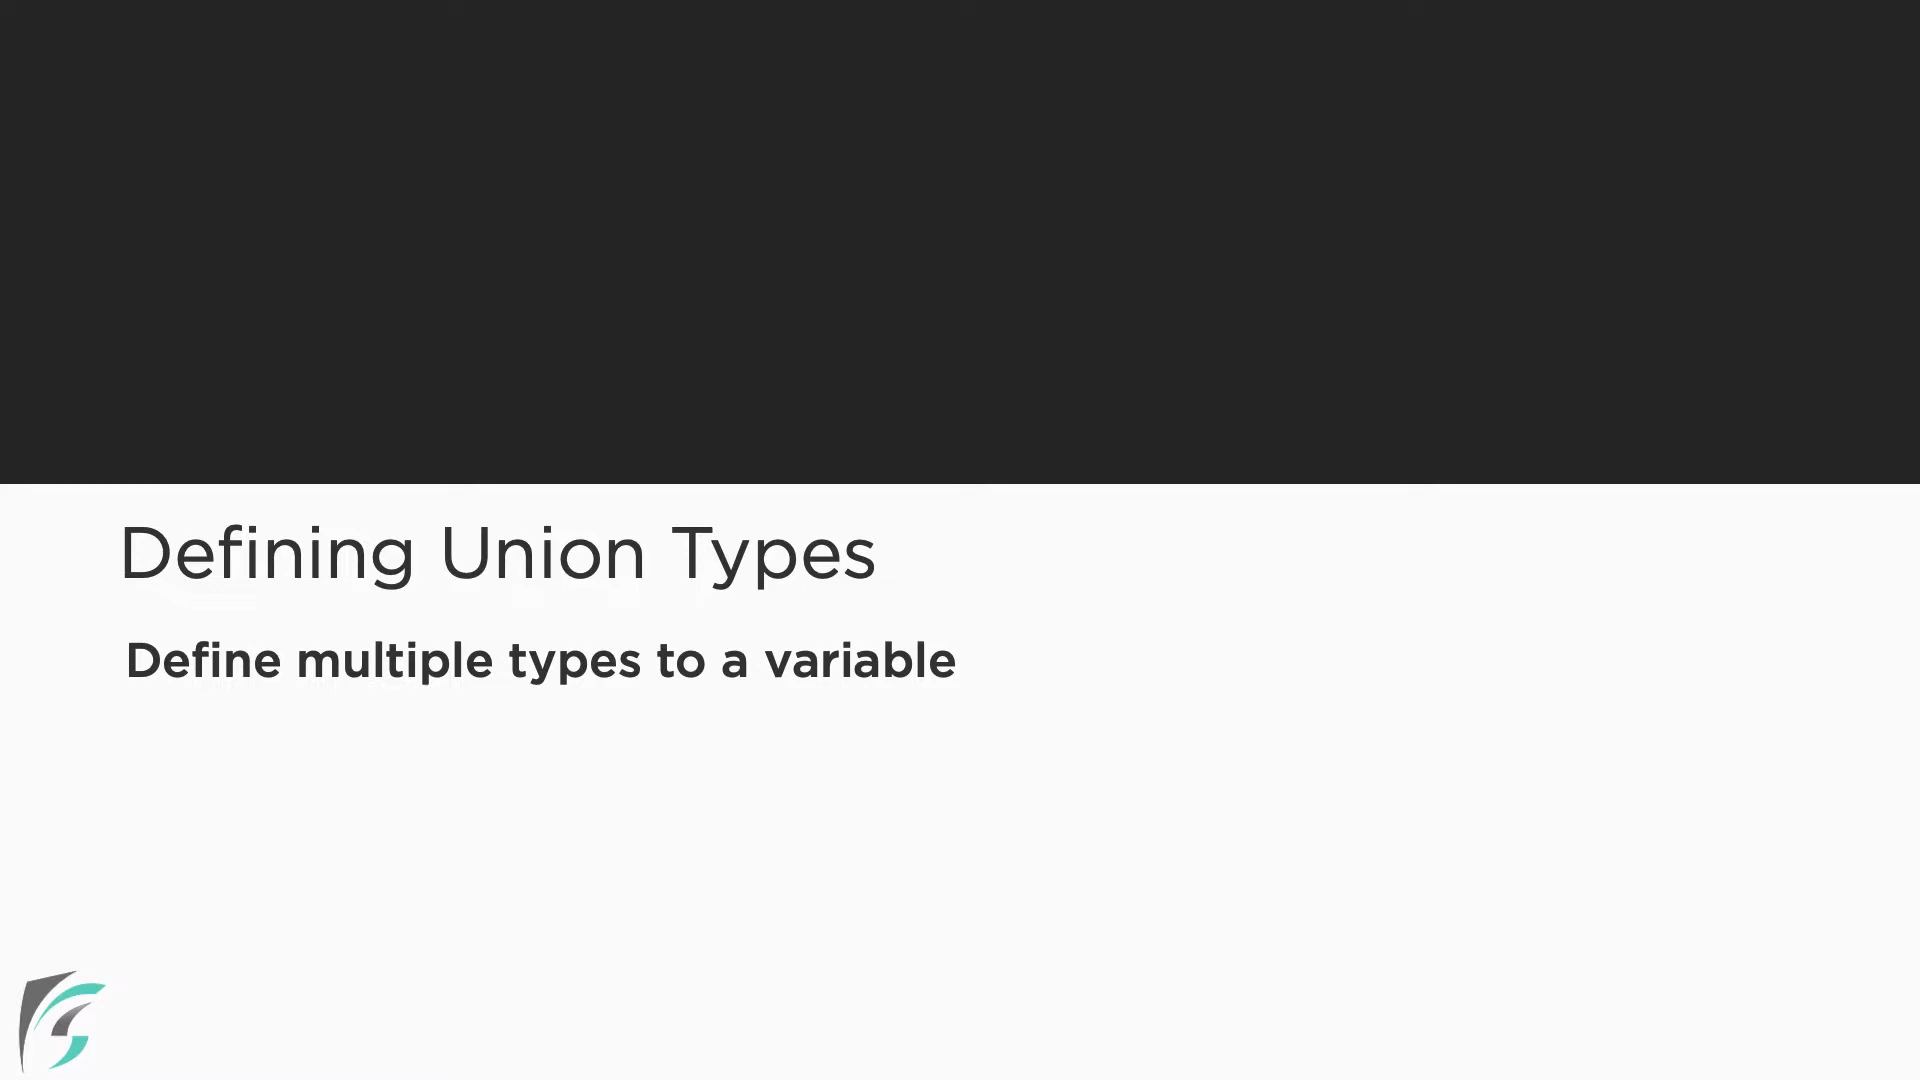 Defining Union Types
Define multiple types to a variable